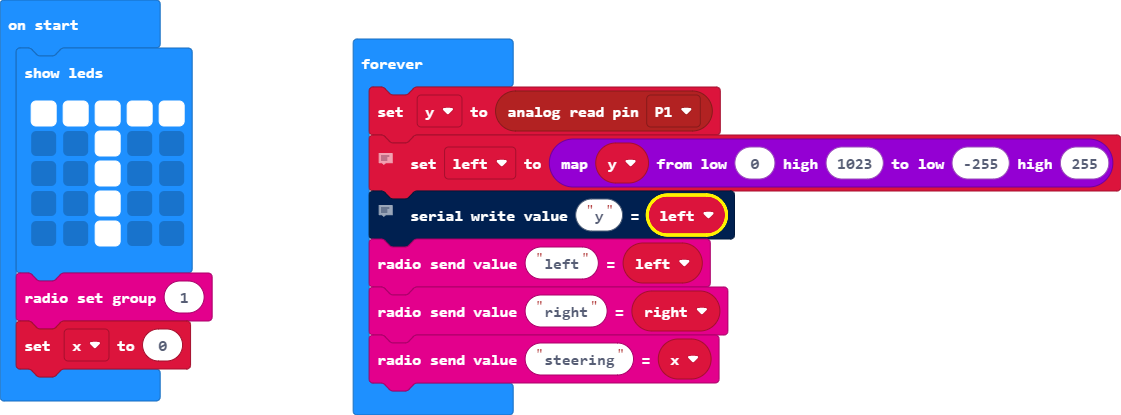 on start
show leds
radio set group 1
set x to 0
forever
set y to analog read pin P1
set left to map y from low 0 high 1023 to low -255 high 255
serial write value "y" = left
radio send value "left" = left
radio send value "right" = right
radio send value "steering" = x